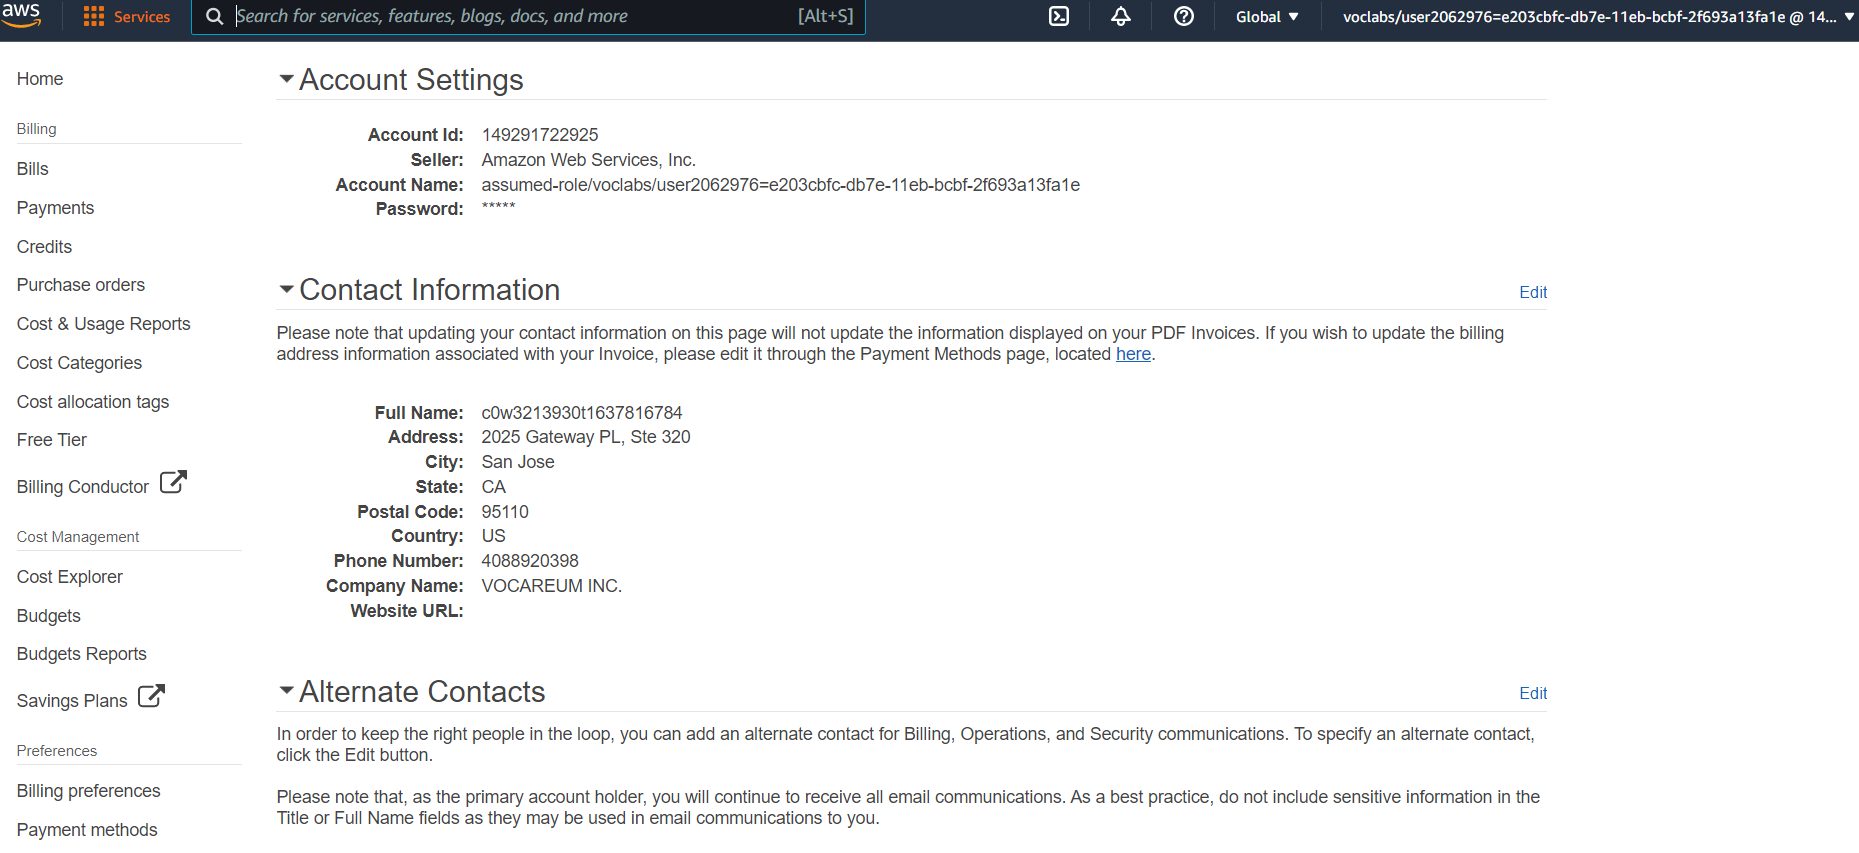 aws
Services
Search for services, features, blogs, docs, and more
[Alt+S]
Global
voclabs/user2062976=e203cbfc-db7e-11eb-bcbf-2f693a13fa1e @ 14...
Home
Billing
Bills
Payments
Credits
Purchase orders
Cost & Usage Reports
Cost Categories
Cost allocation tags
Free Tier
Billing Conductor
Cost Management
Cost Explorer
Budgets
Budgets Reports
Savings Plans
Preferences
Billing preferences
Payment methods
Account Settings
Account Id: 149291722925
Seller: Amazon Web Services, Inc.
Account Name: assumed-role/voclabs/user2062976=e203cbfc-db7e-11eb-bcbf-2f693a13fa1e
Password: *****
Contact Information
Edit
Please note that updating your contact information on this page will not update the information displayed on your PDF Invoices. If you wish to update the billing
address information associated with your Invoice, please edit it through the Payment Methods page, located here.
Full Name: c0w3213930t1637816784
Address: 2025 Gateway PL, Ste 320
City: San Jose
State: CA
Postal Code: 95110
Country: US
Phone Number: 4088920398
Company Name: VOCAREUM INC.
Website URL:
Alternate Contacts
Edit
In order to keep the right people in the loop, you can add an alternate contact for Billing, Operations, and Security communications. To specify an alternate contact,
click the Edit button.
Please note that, as the primary account holder, you will continue to receive all email communications. As a best practice, do not include sensitive information in the
Title or Full Name fields as they may be used in email communications to you.